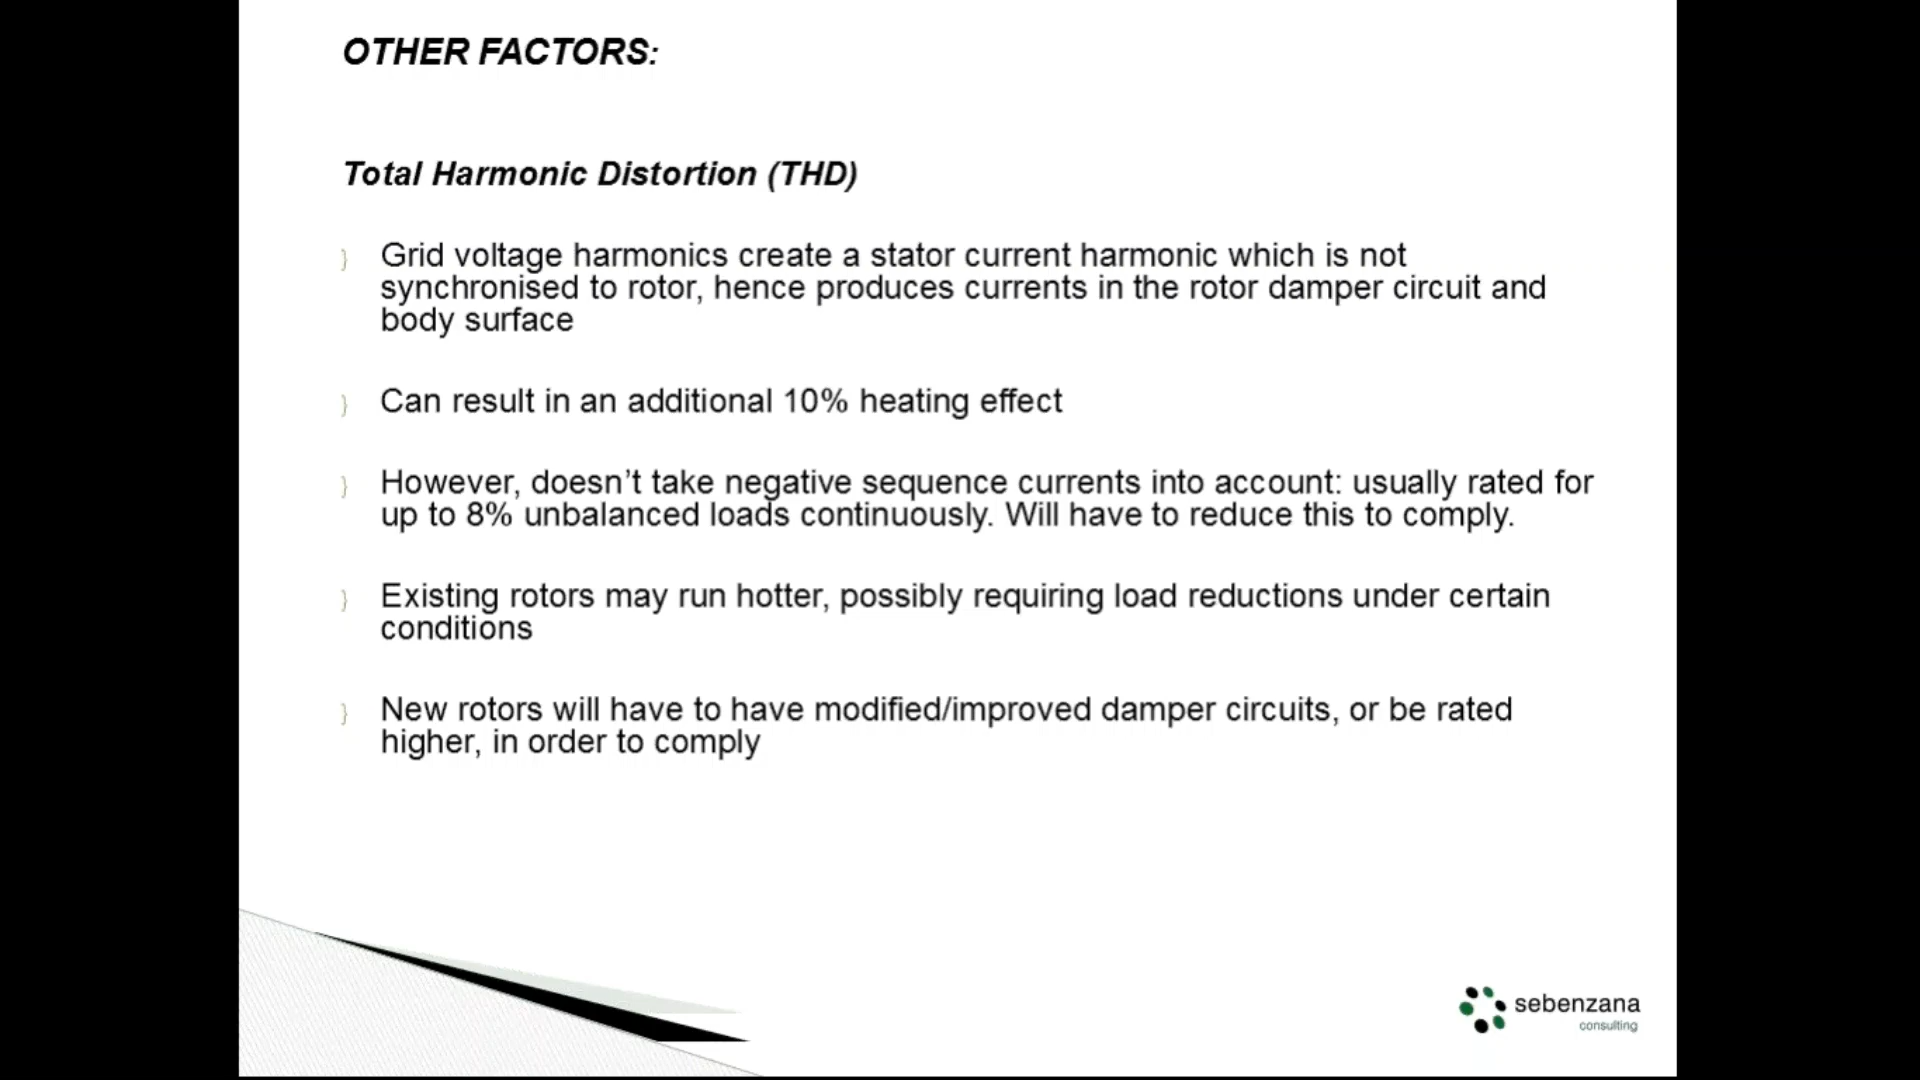 OTHER FACTORS:
Total Harmonic Distortion (THD)
Grid voltage harmonics create a stator current harmonic which is not
synchronised to rotor, hence produces currents in the rotor damper circuit and
body surface
Can result in an additional 10% heating effect
However, doesn’t take negative sequence currents into account: usually rated for
up to 8% unbalanced loads continuously. Will have to reduce this to comply.
Existing rotors may run hotter, possibly requiring load reductions under certain
conditions
New rotors will have to have modified/improved damper circuits, or be rated
higher, in order to comply
sebenzana
consulting